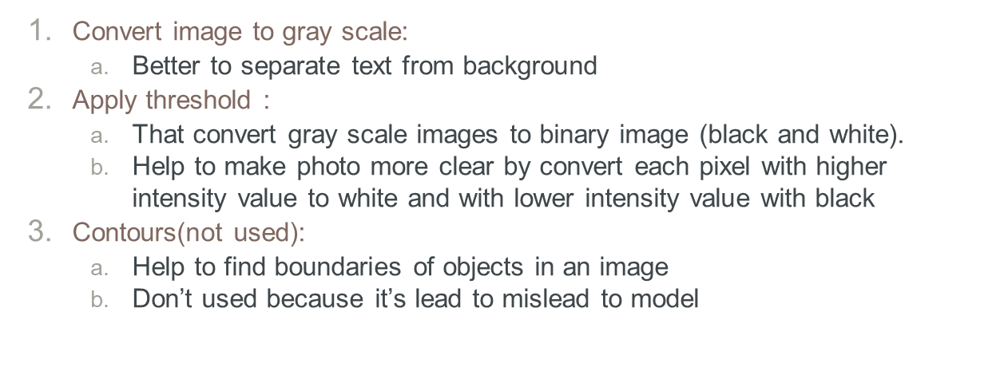 1. Convert image to gray scale:
a. Better to separate text from background
2. Apply threshold :
a. That convert gray scale images to binary image (black and white).
b. Help to make photo more clear by convert each pixel with higher
intensity value to white and with lower intensity value with black
3. Contours(not used):
a. Help to find boundaries of objects in an image
b. Don’t used because it’s lead to mislead to model